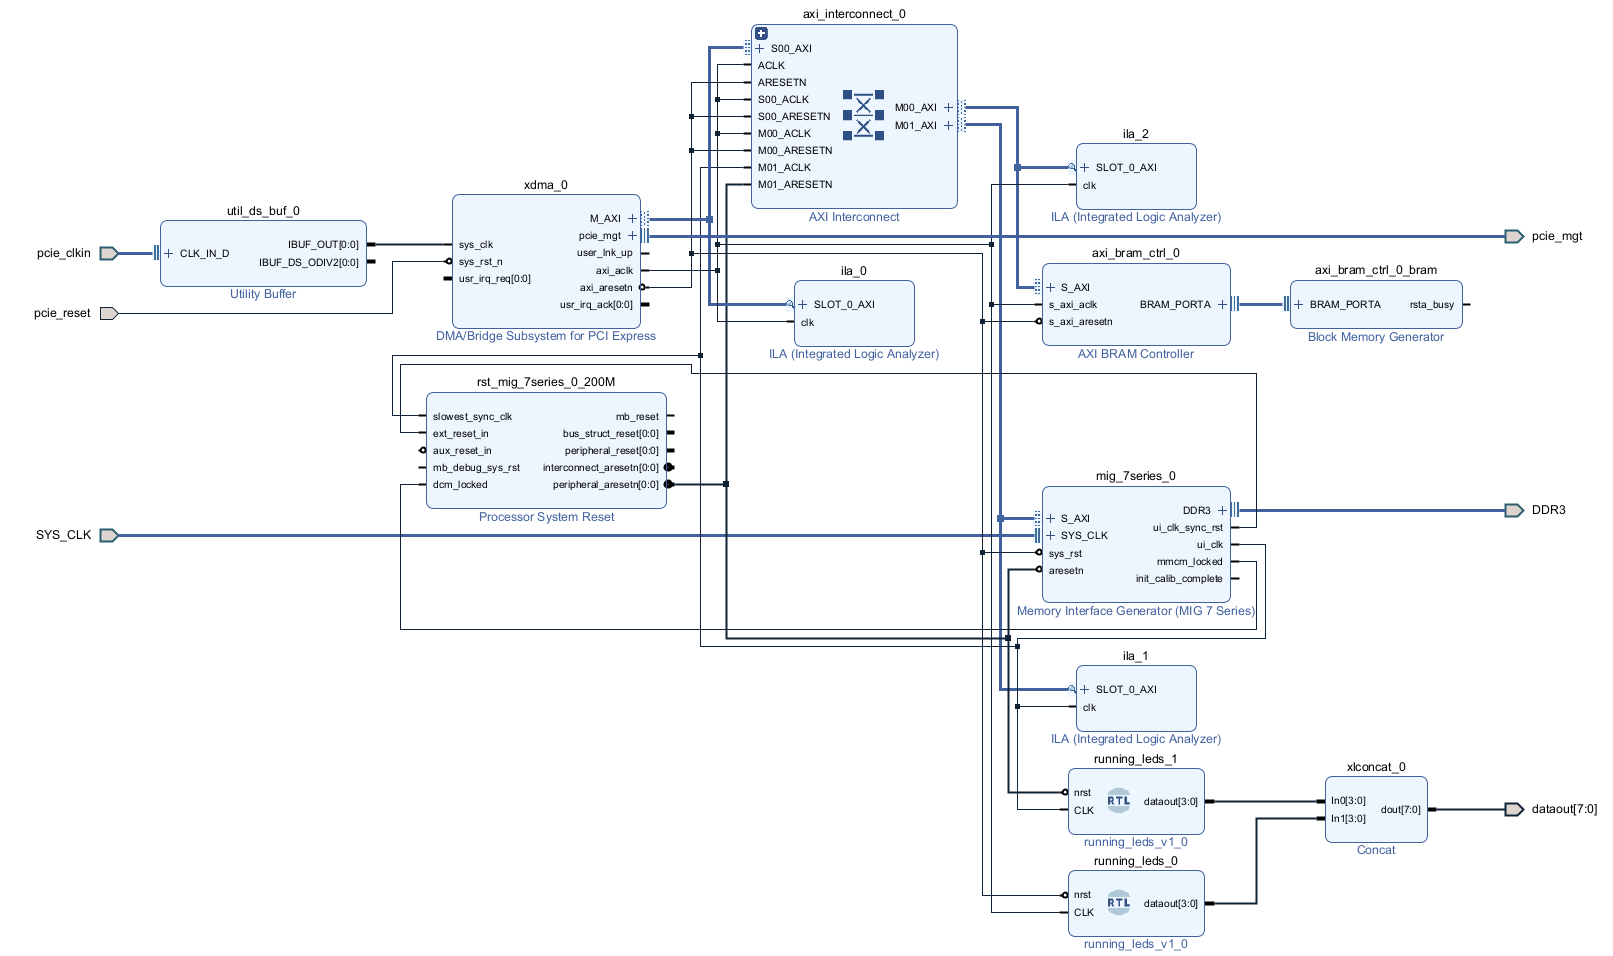 axi_interconnect_0
S00_AXI
ACLK
ARESETN
S00_ACLK
S00_ARESETN
M00_ACLK
M00_ARESETN
M01_ACLK
M01_ARESETN
M00_AXI
M01_AXI
AXI Interconnect
ila_2
SLOT_0_AXI
clk
ILA (Integrated Logic Analyzer)
util_ds_buf_0
pcie_clkin
CLK_IN_D
IBUF_OUT[0:0]
IBUF_DS_ODIV2[0:0]
Utility Buffer
pcie_reset
xdma_0
sys_clk
sys_rst_n
usr_irq_req[0:0]
M_AXI
pcie_mgt
user_lnk_up
axi_aclk
axi_aresetn
usr_irq_ack[0:0]
DMA/Bridge Subsystem for PCI Express
pcie_mgt
ila_0
SLOT_0_AXI
clk
ILA (Integrated Logic Analyzer)
axi_bram_ctrl_0
S_AXI
s_axi_aclk
s_axi_aresetn
BRAM_PORTA
AXI BRAM Controller
axi_bram_ctrl_0_bram
BRAM_PORTA
rsta_busy
Block Memory Generator
rst_mig_7series_0_200M
slowest_sync_clk
ext_reset_in
aux_reset_in
mb_debug_sys_rst
dcm_locked
mb_reset
bus_struct_reset[0:0]
peripheral_reset[0:0]
interconnect_aresetn[0:0]
peripheral_aresetn[0:0]
Processor System Reset
SYS_CLK
mig_7series_0
S_AXI
SYS_CLK
sys_rst
aresetn
DDR3
ui_clk_sync_rst
ui_clk
mmcm_locked
init_calib_complete
Memory Interface Generator (MIG 7 Series)
DDR3
ila_1
SLOT_0_AXI
clk
ILA (Integrated Logic Analyzer)
running_leds_1
nrst
CLK
RTL
dataout[3:0]
running_leds_v1_0
running_leds_0
nrst
CLK
RTL
dataout[3:0]
running_leds_v1_0
xlconcat_0
In0[3:0]
In1[3:0]
dout[7:0]
Concat
dataout[7:0]